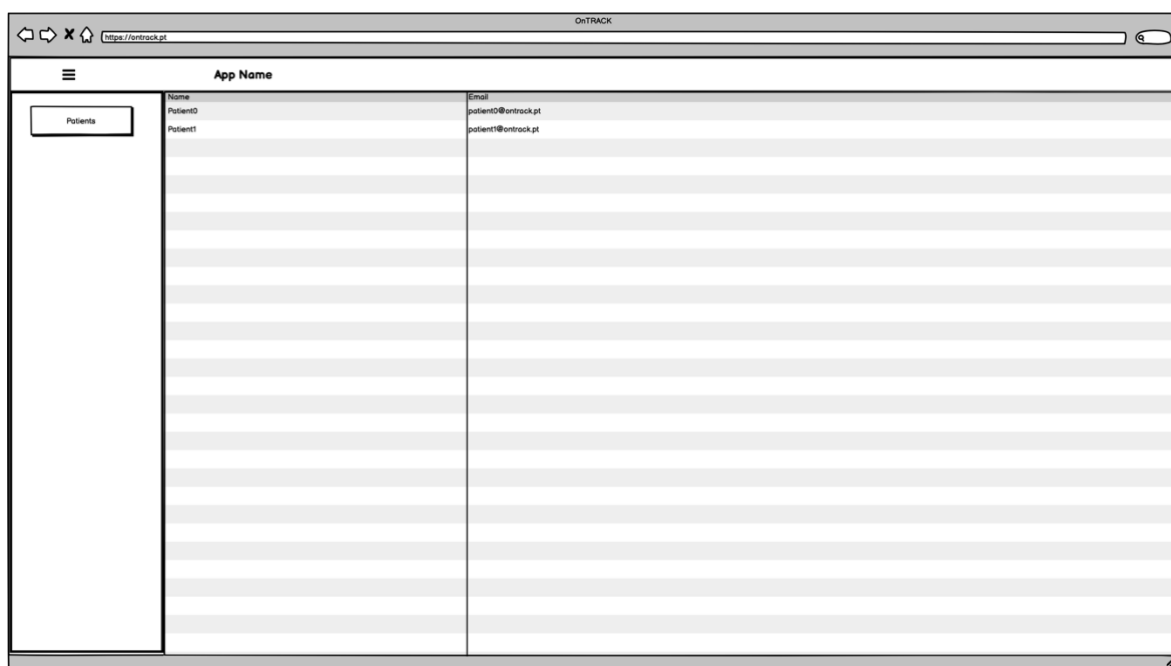 OnTRACK
https://ontrack.pt
App Name
Patients
Name Email
Patient0 patient0@ontrack.pt
Patient1 patient1@ontrack.pt